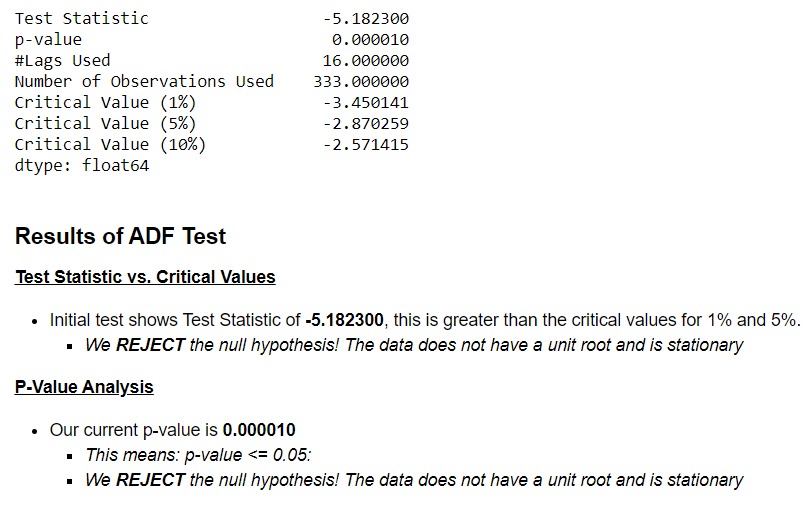 Test Statistic -5.182300
p-value 0.000010
#Lags Used 16.000000
Number of Observations Used 333.000000
Critical Value (1%) -3.450141
Critical Value (5%) -2.870259
Critical Value (10%) -2.571415
dtype: float64
Results of ADF Test
Test Statistic vs. Critical Values
• Initial test shows Test Statistic of -5.182300, this is greater than the critical values for 1% and 5%.
▪ We REJECT the null hypothesis! The data does not have a unit root and is stationary
P-Value Analysis
• Our current p-value is 0.000010
▪ This means: p-value <= 0.05:
▪ We REJECT the null hypothesis! The data does not have a unit root and is stationary